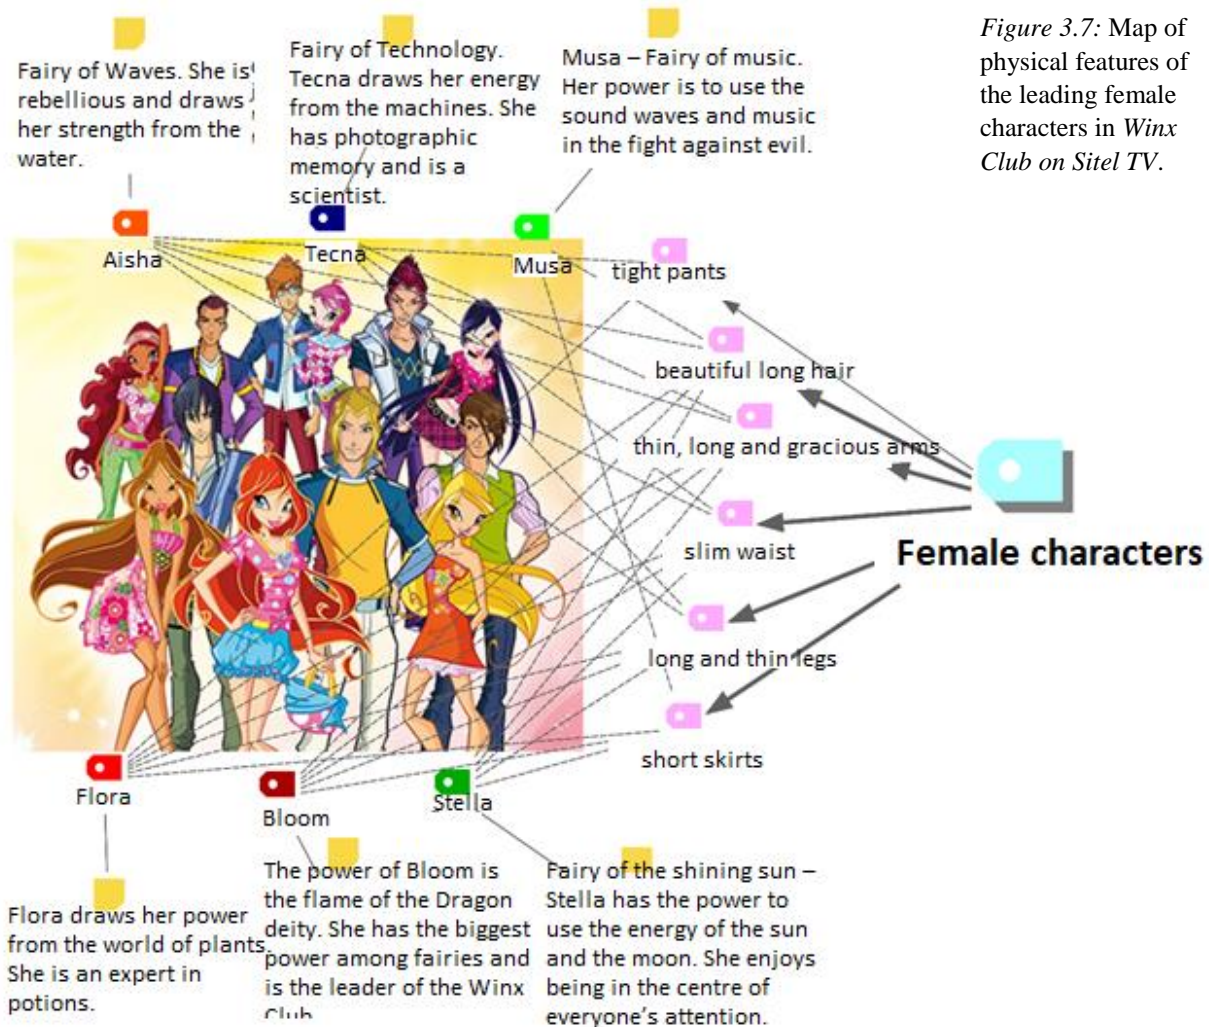 Figure 3.7: Map of
physical features of
the leading female
characters in Winx
Club on Sitel TV.
Fairy of Waves. She is
rebellious and draws
her strength from the
water.
Fairy of Technology.
Tecna draws her energy
from the machines. She
has photographic
memory and is a
scientist.
Musa – Fairy of music.
Her power is to use the
sound waves and music
in the fight against evil.
Aisha
Tecna
Musa
tight pants
beautiful long hair
thin, long and gracious arms
slim waist
long and thin legs
short skirts
Female characters
Flora
Bloom
Stella
Flora draws her power
from the world of plants.
She is an expert in
potions.
The power of Bloom is
the flame of the Dragon
deity. She has the biggest
power among fairies and
is the leader of the Winx
Club
Fairy of the shining sun –
Stella has the power to
use the energy of the sun
and the moon. She enjoys
being in the centre of
everyone's attention.